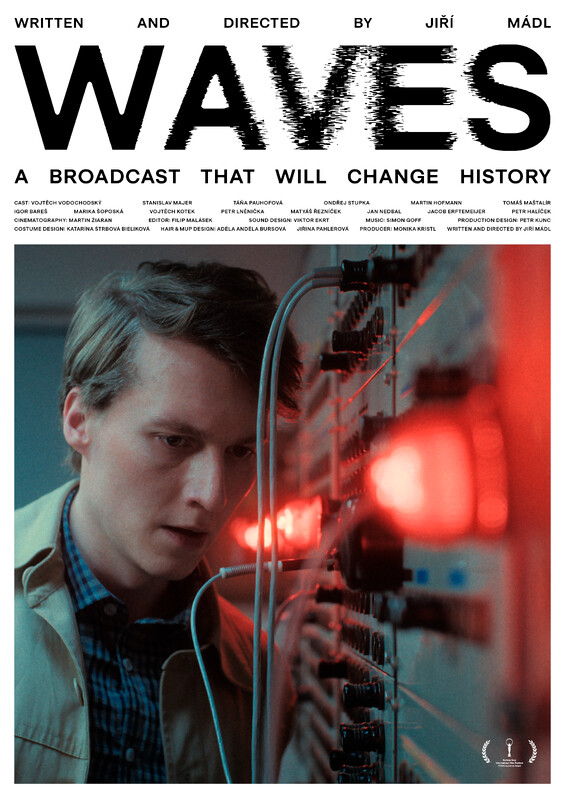 WRITTEN AND DIRECTED BY JIŘÍ MÁDL
WAVES
A BROADCAST THAT WILL CHANGE HISTORY
CAST: VOJTĚCH VODOCHODSKÝ STANISLAV MAJER TÁŇA PAUHOFOVÁ ONDŘEJ STUPKA MARTIN HOFMANN TOMÁŠ MAŠTALÍR
IGOR BAREŠ MARIKA ŠOPOSKÁ VOJTĚCH KOTEK PETR LNĚNIČKA MATYÁŠ ŘEZNÍČEK JAN NEDBAL JACOB ERFTEMEIJER PETR HALÍČEK
CINEMATOGRAPHY: MARTIN ŽIARAN EDITOR: FILIP MALÁSEK SOUND DESIGN: VIKTOR EKRT MUSIC: SIMON GOFF PRODUCTION DESIGN: PETR KUNC
COSTUME DESIGN: KATARÍNA ŠTRBOVÁ BIELIKOVÁ HAIR & MUP DESIGN: ADÉLA ANDĚLA BURSOVÁ JIŘINA PAHLEROVÁ PRODUCER: MONIKA KRISTL WRITTEN AND DIRECTED BY JIŘÍ MÁDL